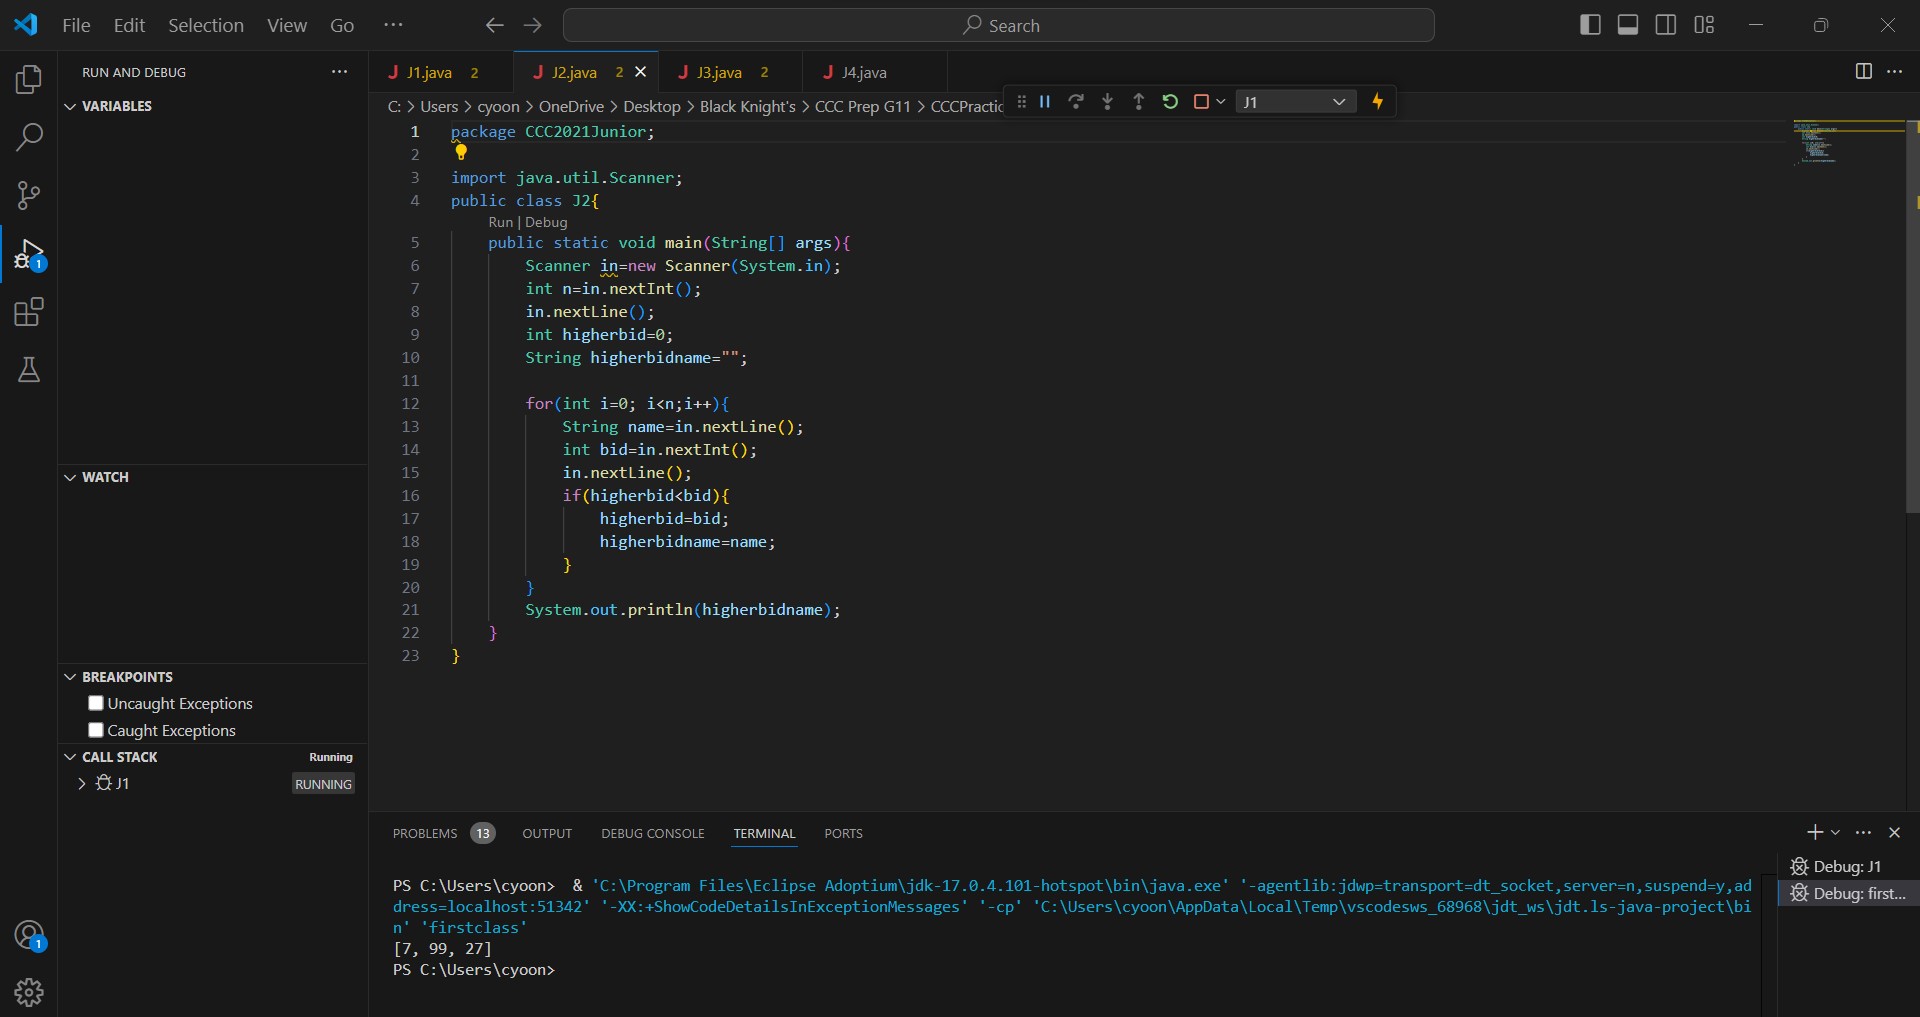 File Edit Selection View Go ··· Search
RUN AND DEBUG ···
VARIABLES
WATCH
BREAKPOINTS
Uncaught Exceptions
Caught Exceptions
CALL STACK Running
J1 RUNNING
1
1
J J1.java 2 J J2.java 2 J J3.java 2 J J4.java
C: > Users > cyoon > OneDrive > Desktop > Black Knight's > CCC Prep G11 > CCCPractic
J1
1 package CCC2021Junior;
2
3 import java.util.Scanner;
4 public class J2{
Run | Debug
5 public static void main(String[] args){
6 Scanner in=new Scanner(System.in);
7 int n=in.nextInt();
8 in.nextLine();
9 int higherbid=0;
10 String higherbidname="";
11
12 for(int i=0; i<n;i++){
13 String name=in.nextLine();
14 int bid=in.nextInt();
15 in.nextLine();
16 if(higherbid<bid){
17 higherbid=bid;
18 higherbidname=name;
19 }
20 }
21 System.out.println(higherbidname);
22 }
23 }
PROBLEMS 13 OUTPUT DEBUG CONSOLE TERMINAL PORTS
PS C:\Users\cyoon>  & 'C:\Program Files\Eclipse Adoptium\jdk-17.0.4.101-hotspot\bin\java.exe' '-agentlib:jdwp=transport=dt_socket,server=n,suspend=y,ad
dress=localhost:51342' '-XX:+ShowCodeDetailsInExceptionMessages' '-cp' 'C:\Users\cyoon\AppData\Local\Temp\vscodesws_68968\jdt_ws\jdt.ls-java-project\bi
n' 'firstclass'
[7, 99, 27]
PS C:\Users\cyoon>
Debug: J1
Debug: first...